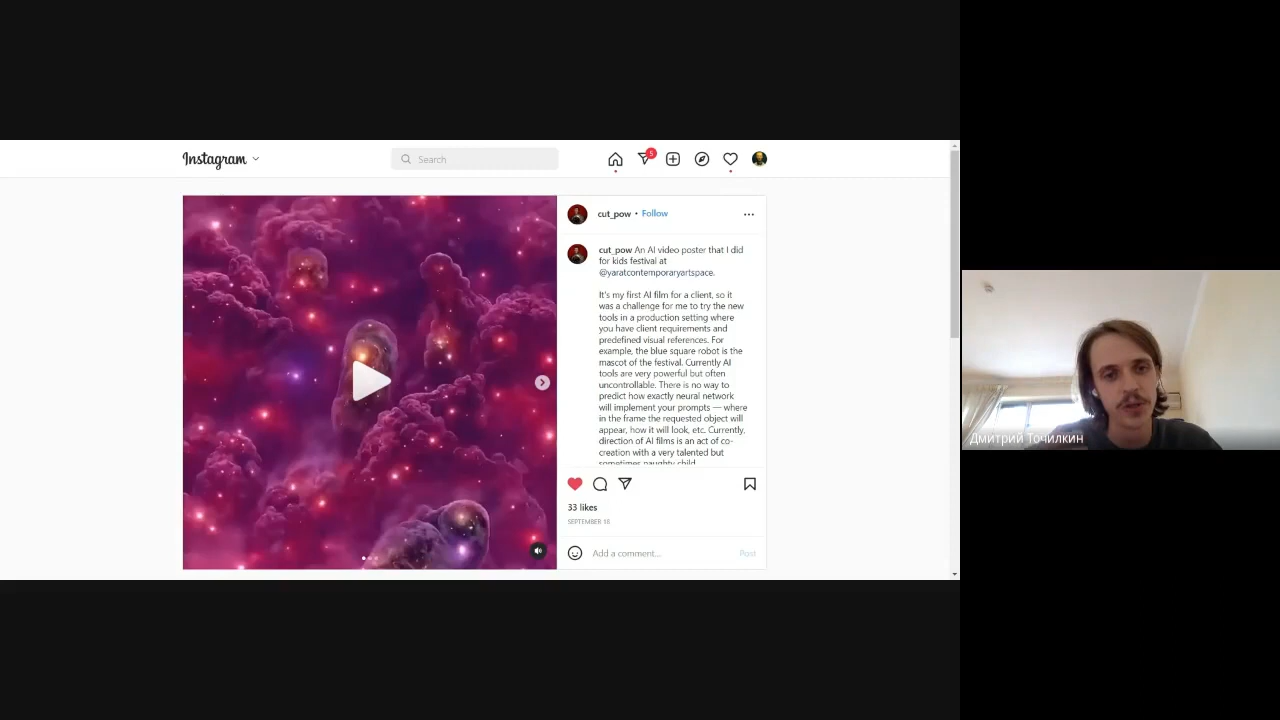 Instagram
Search
5
cut_pow • Follow
cut_pow An AI video poster that I did
for kids festival at
@yaratcontemporaryartspace.
It's my first AI film for a client, so it
was a challenge for me to try the new
tools in a production setting where
you have client requirements and
predefined visual references. For
example, the blue square robot is the
mascot of the festival. Currently AI
tools are very powerful but often
uncontrollable. There is no way to
predict how exactly neural network
will implement your prompts — where
in the frame the requested object will
appear, how it will look, etc. Currently,
direction of AI films is an act of co-
creation with a very talented but
sometimes naughty child.
33 likes
SEPTEMBER 18
Add a comment...
Post
Дмитрий Точилкин